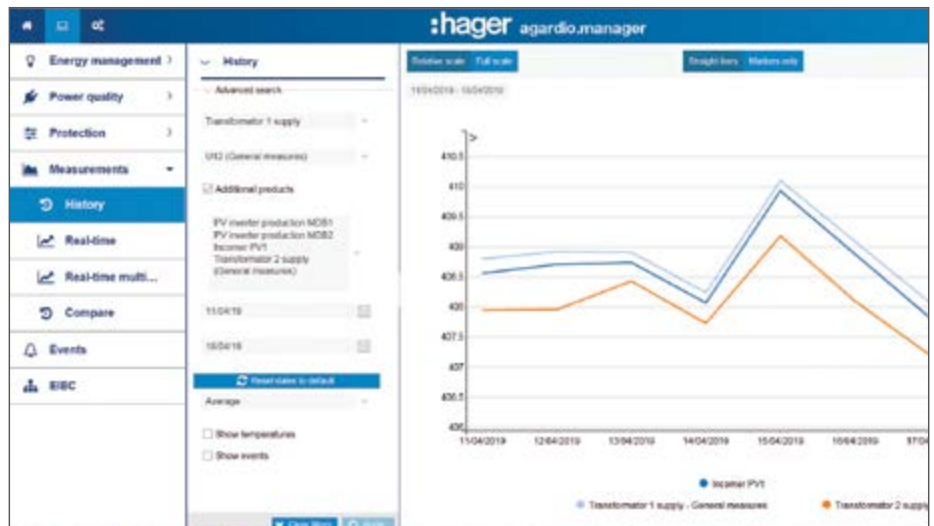 :hager agardio.manager
Energy management
Power quality
Protection
Measurements
History
Real-time
Real-time multi...
Compare
Events
EIEC
History
Advanced search
Transformator 1 supply
U12 (General measures)
Additional products
PV inverter production MDB1
PV inverter production MDB2
Incomer PV1
Transformator 2 supply
(General measures)
11/04/19
18/04/19
Reset dates to default
Average
Show temperatures
Show events
Clear filters
Relative scale Full scale
Straight lines Markers only
11/04/2019 - 18/04/2019
V
410.5
410
409.5
409
408.5
408
407.5
407
406.5
406
11/04/2019 12/04/2019 13/04/2019 14/04/2019 15/04/2019 16/04/2019 17/04
Incomer PV1
Transformator 1 supply - General measures Transformator 2 supply